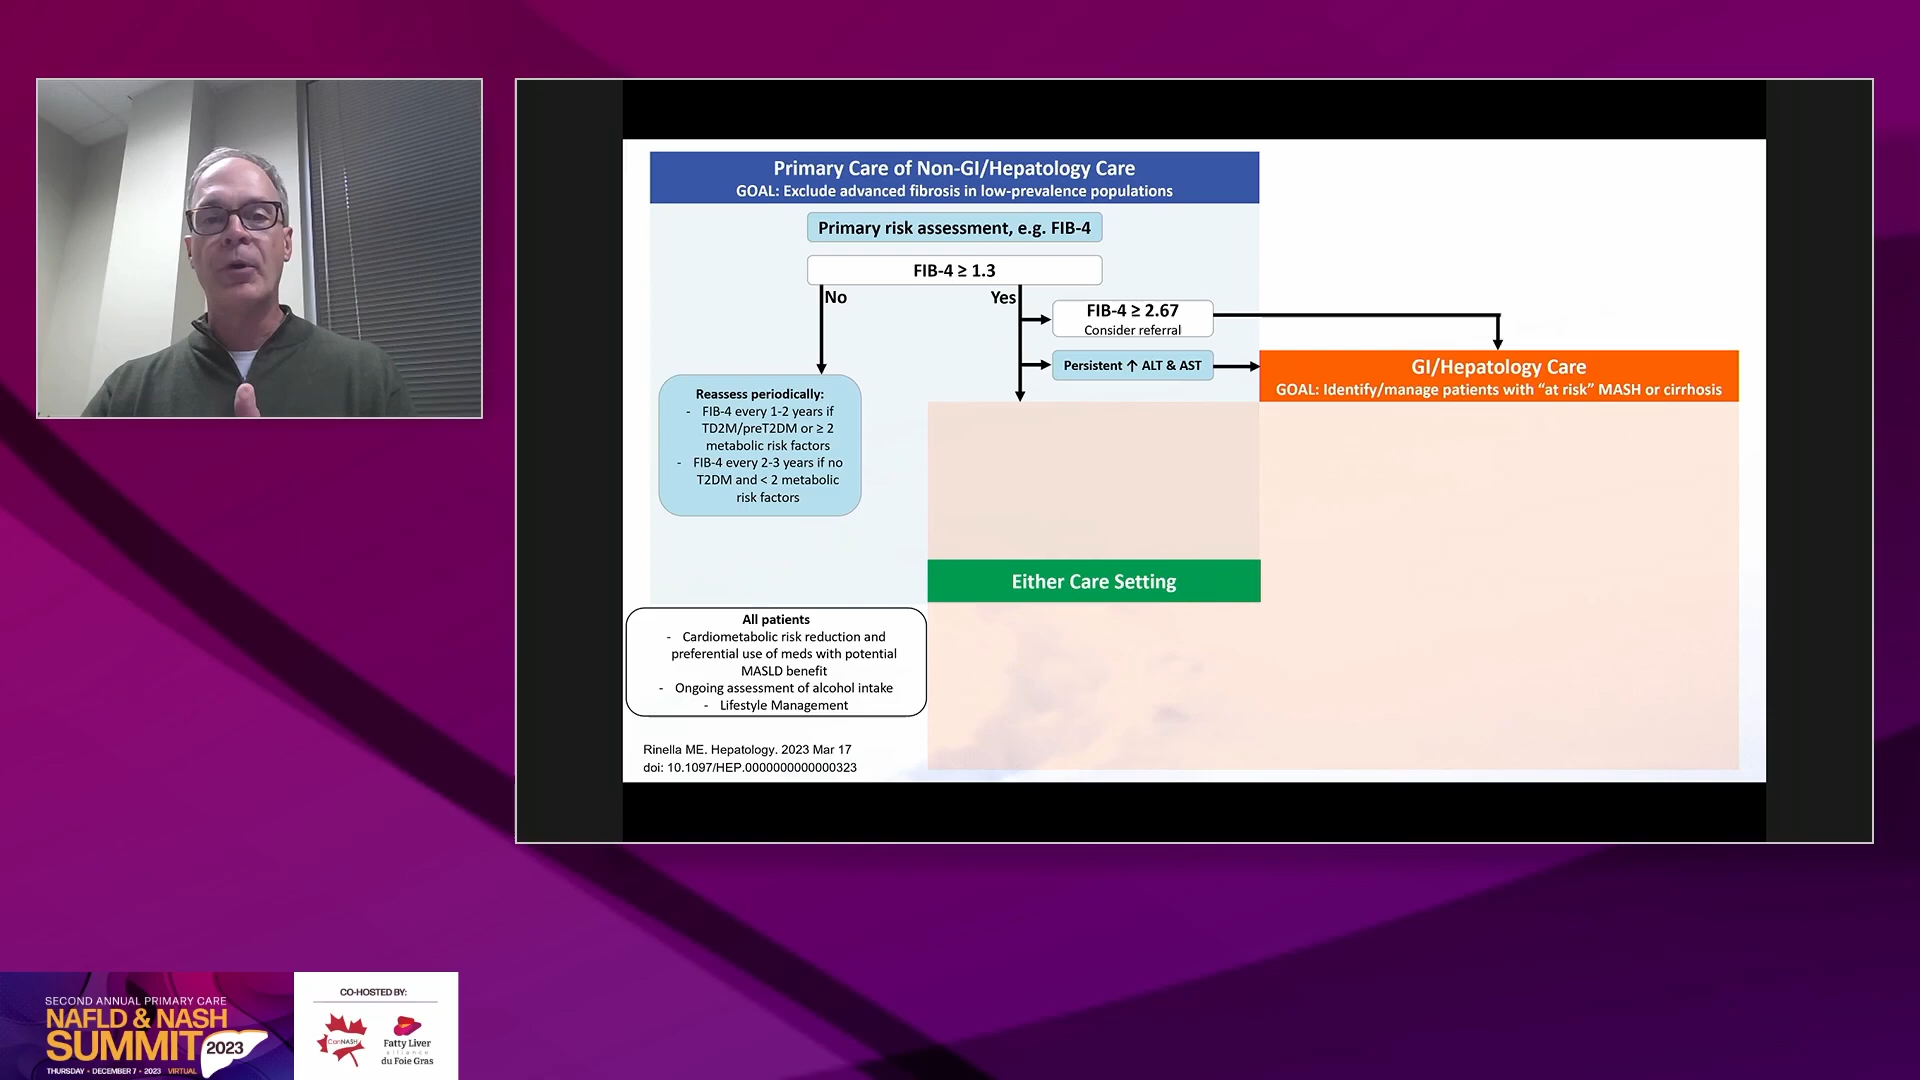 Primary Care of Non-GI/Hepatology Care
GOAL: Exclude advanced fibrosis in low-prevalence populations
Primary risk assessment, e.g. FIB-4
FIB-4 ≥ 1.3
No
Yes
FIB-4 ≥ 2.67
Consider referral
Persistent ↑ ALT & AST
GI/Hepatology Care
GOAL: Identify/manage patients with “at risk” MASH or cirrhosis
Reassess periodically:
- FIB-4 every 1-2 years if
TD2M/preT2DM or ≥ 2
metabolic risk factors
- FIB-4 every 2-3 years if no
T2DM and < 2 metabolic
risk factors
Either Care Setting
All patients
- Cardiometabolic risk reduction and
preferential use of meds with potential
MASLD benefit
- Ongoing assessment of alcohol intake
- Lifestyle Management
Rinella ME. Hepatology. 2023 Mar 17
doi: 10.1097/HEP.0000000000000323
SECOND ANNUAL PRIMARY CARE
NAFLD & NASH
SUMMIT 2023
THURSDAY • DECEMBER 7 • 2023 VIRTUAL
CO-HOSTED BY:
CanNASH
Fatty Liver
alliance
du Foie Gras